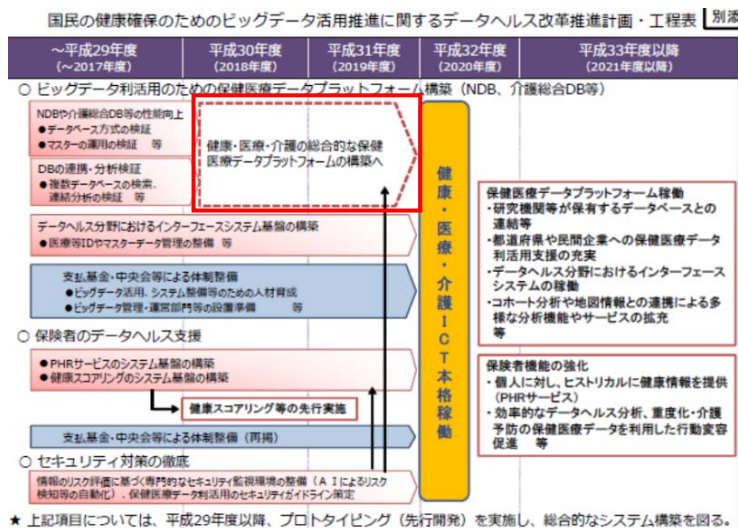 国民の健康確保のためのビッグデータ活用推進に関するデータヘルス改革推進計画・工程表
別添
～平成29年度
(～2017年度)
平成30年度
(2018年度)
平成31年度
(2019年度)
平成32年度
(2020年度)
平成33年度以降
(2021年度以降)
○ ビッグデータ利活用のための保健医療データプラットフォーム構築（NDB、介護総合DB等）
NDBや介護総合DB等の性能向上
●データベース方式の検証
●マスターの運用の検証 等
DBの連携・分析検証
●複数データベースの検索、
連結分析の検証 等
健康・医療・介護の総合的な保健
医療データプラットフォームの構築へ
データヘルス分野におけるインターフェースシステム基盤の構築
●医療等IDやマスターデータ管理の整備 等
支払基金・中央会等による体制整備
●ビッグデータ活用、システム整備等のための人材育成
●ビッグデータ管理・運営部門等の設置準備 等
○ 保険者のデータヘルス支援
●PHRサービスのシステム基盤の構築
●健康スコアリングのシステム基盤の構築
健康スコアリング等の先行実施
支払基金・中央会等による体制整備（再掲）
○ セキュリティ対策の徹底
情報のリスク評価に基づく専門的なセキュリティ監視環境の整備（ＡＩによるリスク
検知等の自動化）、保健医療データ利活用のセキュリティガイドライン策定
健康・医療・介護ＩＣＴ本格稼働
保健医療データプラットフォーム稼働
・研究機関等が保有するデータベースとの
連結等
・都道府県や民間企業への保健医療データ
利活用支援の充実
・データヘルス分野におけるインターフェース
システムの稼働
・コホート分析や地図情報との連携による多
様な分析機能やサービスの拡充
等
保険者機能の強化
・個人に対し、ヒストリカルに健康情報を提供
（PHRサービス）
・効率的なデータヘルス分析、重度化・介護
予防の保健医療データを利用した行動変容
促進 等
★ 上記項目については、平成29年度以降、プロトタイピング（先行開発）を実施し、総合的なシステム構築を図る。